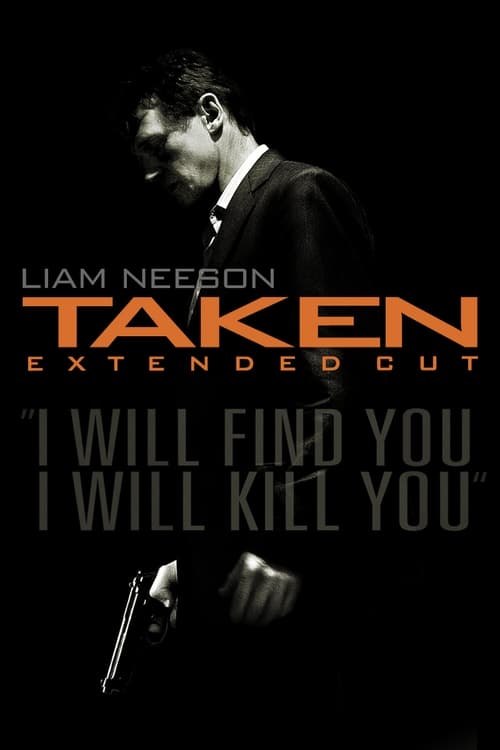 LIAM NEESON
TAKEN
EXTENDED CUT
"I WILL FIND YOU
I WILL KILL YOU"